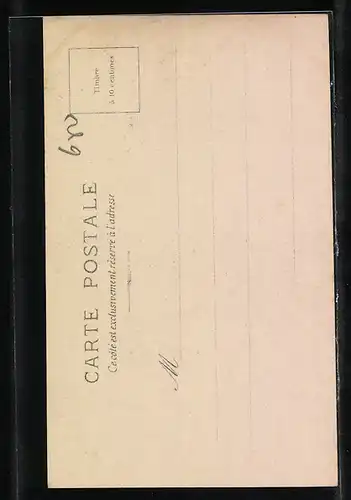 CARTE POSTALE
Ce côté est exclusivement réservé à l'adresse
Timbre
à 10 centimes
M